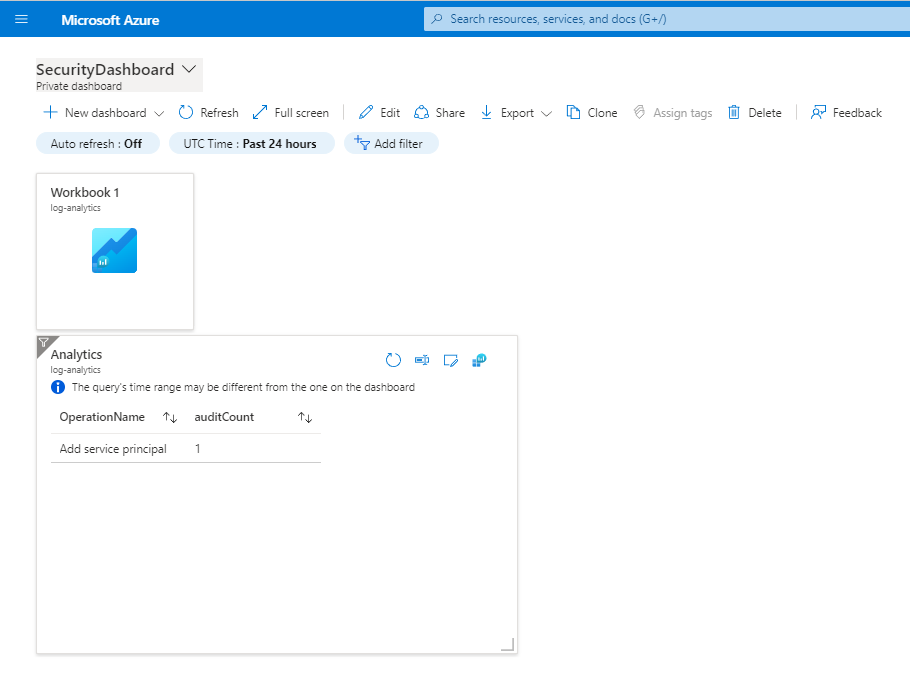 Microsoft Azure
Search resources, services, and docs (G+/)
SecurityDashboard
Private dashboard
New dashboard Refresh Full screen Edit Share Export Clone Assign tags Delete Feedback
Auto refresh : Off UTC Time : Past 24 hours Add filter
Workbook 1
log-analytics
Analytics
log-analytics
The query's time range may be different from the one on the dashboard
OperationName auditCount
Add service principal 1